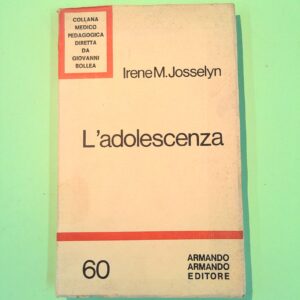 COLLANA
MEDICO
PEDAGOGICA
DIRETTA
DA
GIOVANNI
BOLLEA
Irene M. Josselyn
L'adolescenza
60
ARMANDO
ARMANDO
EDITORE